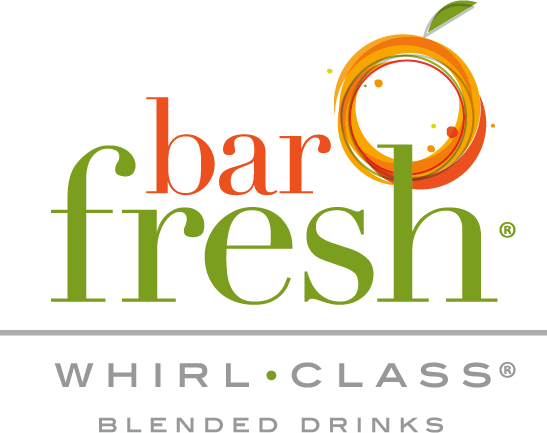 bar
fresh®
WHIRL • CLASS®
BLENDED DRINKS